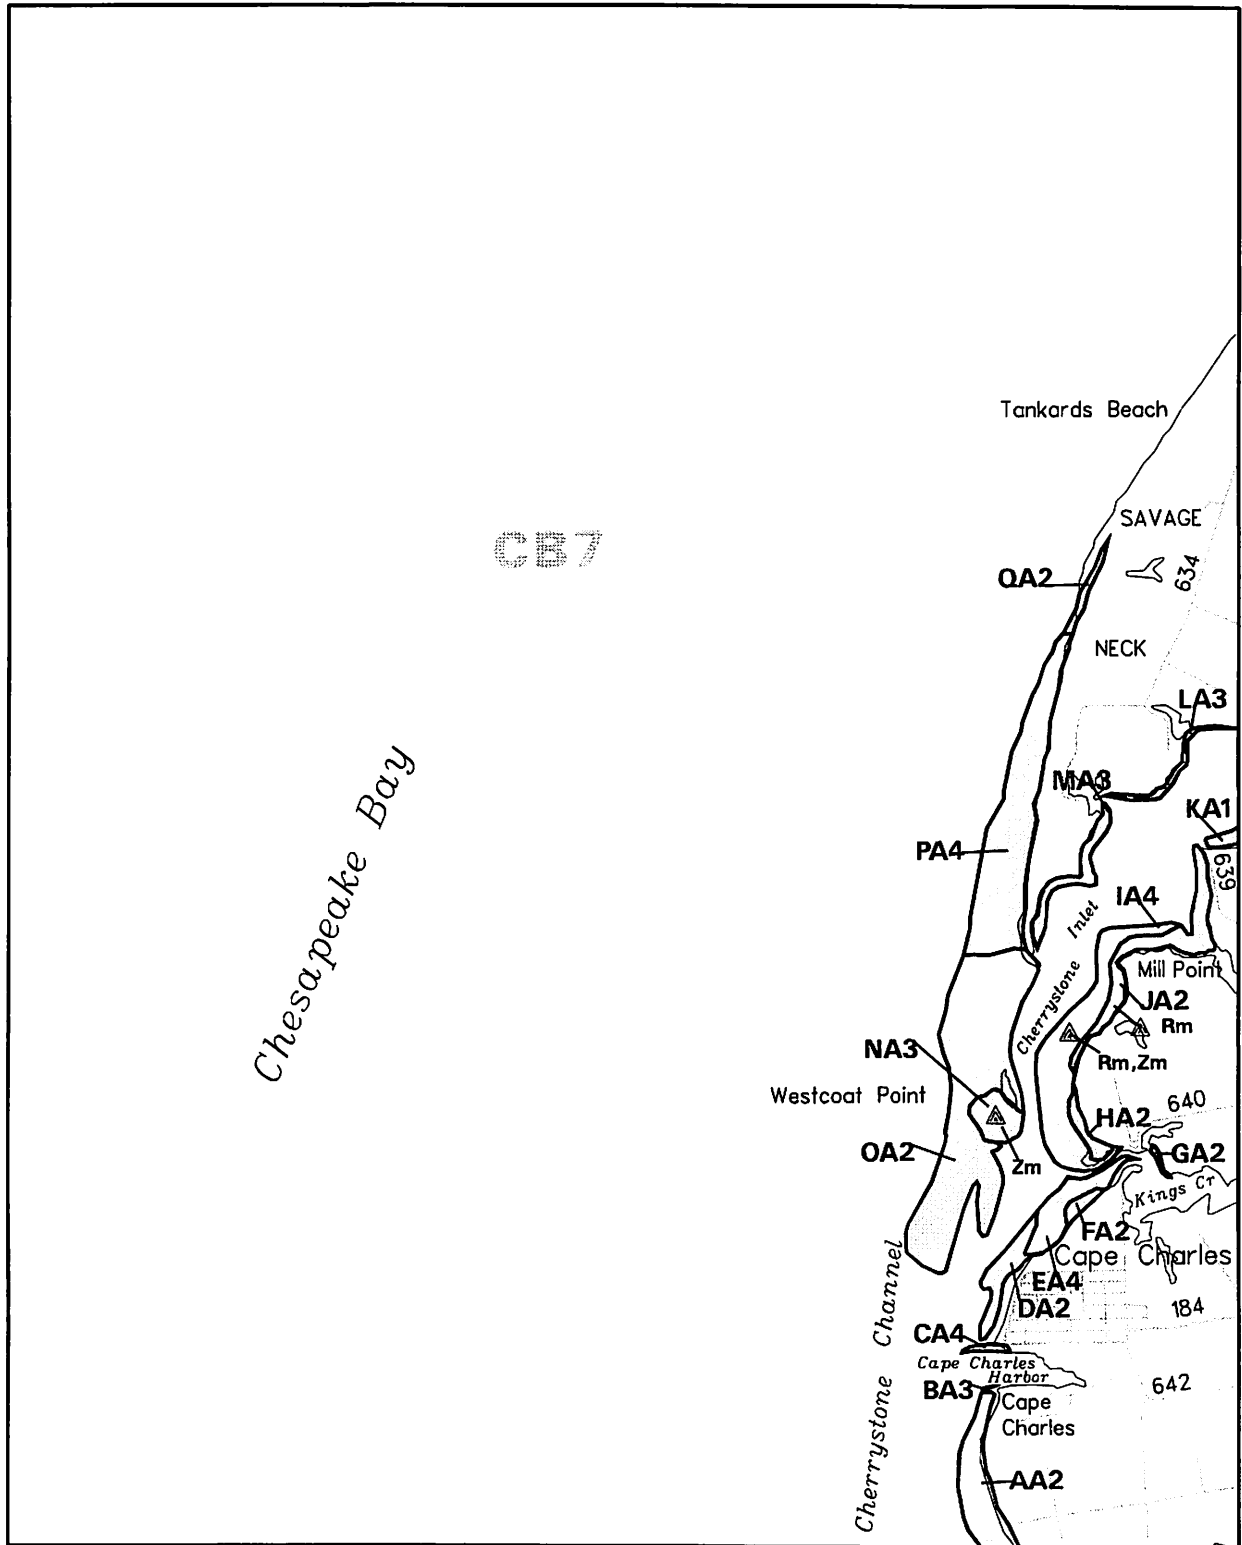 Tankards Beach
SAVAGE
CB7
QA2
634
NECK
LA3
MA3
KA1
Chesapeake Bay
PA4
639
IA4
Cherrystone Inlet
Mill Point
JA2
Rm
NA3
Rm,Zm
Westcoat Point
640
HA2
OA2
GA2
Zm
Kings Cr
FA2
Cape Charles
EA4
DA2
184
CA4
Cape Charles
Harbor
BA3
642
Cape
Charles
Cherrystone Channel
AA2